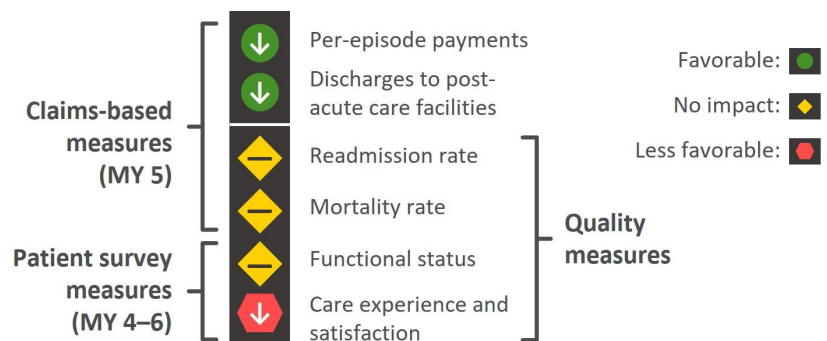 Claims-based
measures
(MY 5)
Patient survey
measures
(MY 4–6)
Per-episode payments
Discharges to post-
acute care facilities
Readmission rate
Mortality rate
Functional status
Care experience and
satisfaction
Quality
measures
Favorable:
No impact:
Less favorable: